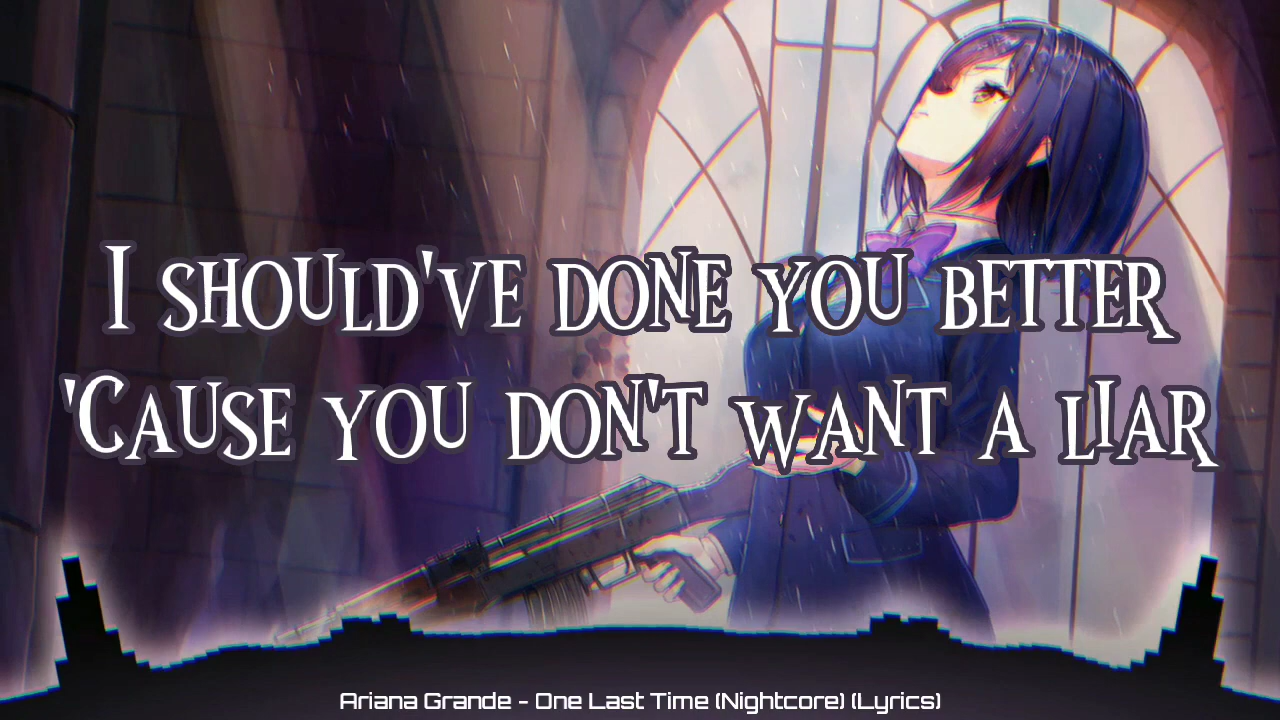 I should've done you better
'Cause you don't want a liar
Ariana Grande - One Last Time (Nightcore) (Lyrics)